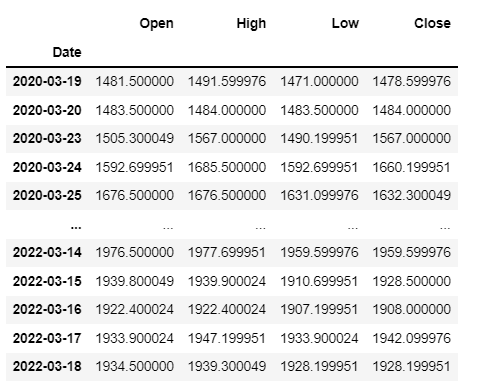 Open High Low Close
Date
2020-03-19 1481.500000 1491.599976 1471.000000 1478.599976
2020-03-20 1483.500000 1484.000000 1483.500000 1484.000000
2020-03-23 1505.300049 1567.000000 1490.199951 1567.000000
2020-03-24 1592.699951 1685.500000 1592.699951 1660.199951
2020-03-25 1676.500000 1676.500000 1631.099976 1632.300049
... ... ... ... ...
2022-03-14 1976.500000 1977.699951 1959.599976 1959.599976
2022-03-15 1939.800049 1939.900024 1910.699951 1928.500000
2022-03-16 1922.400024 1922.400024 1907.199951 1908.000000
2022-03-17 1933.900024 1947.199951 1933.900024 1942.099976
2022-03-18 1934.500000 1939.300049 1928.199951 1928.199951